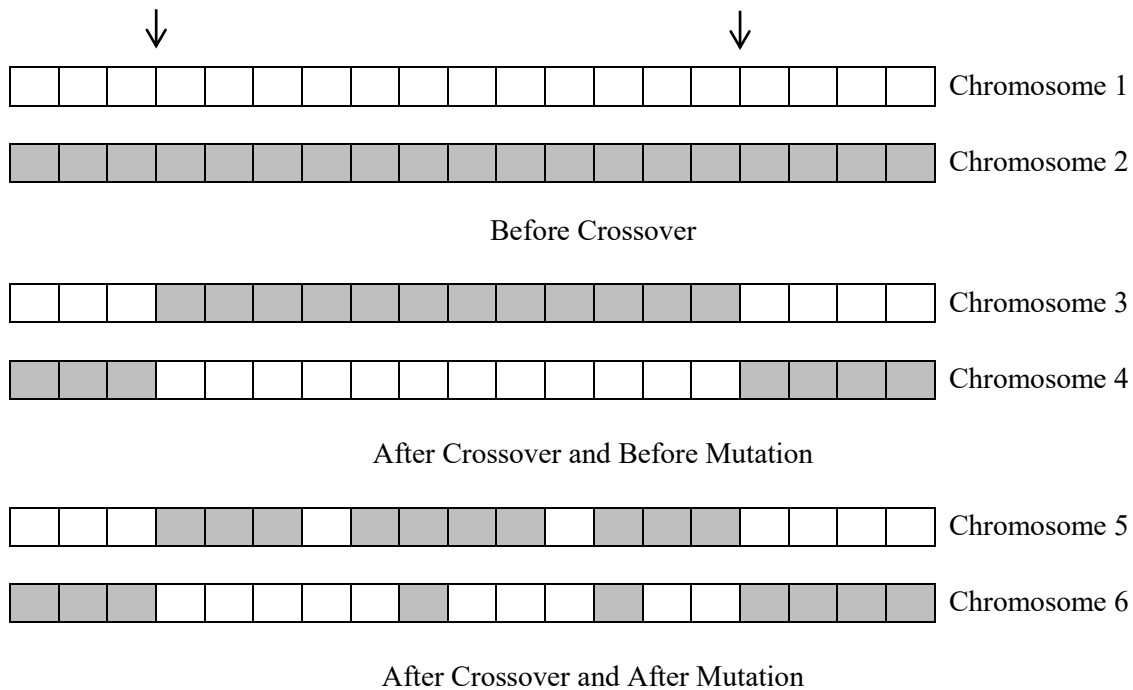 Chromosome 1
Chromosome 2
Before Crossover
Chromosome 3
Chromosome 4
After Crossover and Before Mutation
Chromosome 5
Chromosome 6
After Crossover and After Mutation